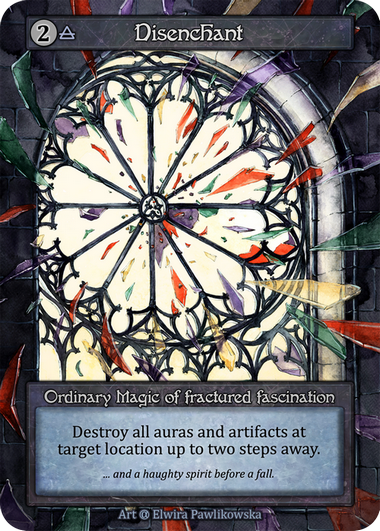 2 Disenchant
Ordinary Magic of fractured fascination
Destroy all auras and artifacts at
target location up to two steps away.
... and a haughty spirit before a fall.
Art @ Elwira Pawlikowska